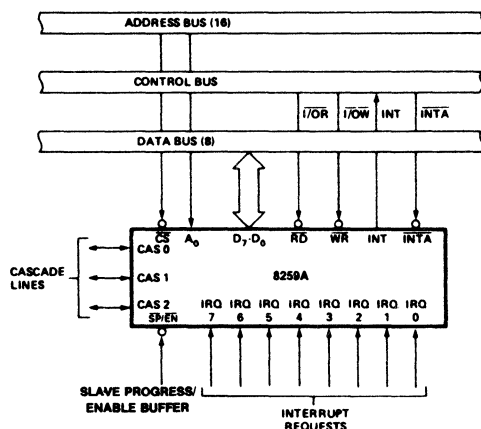 ADDRESS BUS (16)
CONTROL BUS
I/OR I/OW INT INTA
DATA BUS (8)
CS A0 D7-D0 RD WR INT INTA
CAS 0
8259A
CASCADE LINES
CAS 1
CAS 2
SP/EN
IRQ 7 IRQ 6 IRQ 5 IRQ 4 IRQ 3 IRQ 2 IRQ 1 IRQ 0
SLAVE PROGRESS/
ENABLE BUFFER
INTERRUPT
REQUESTS